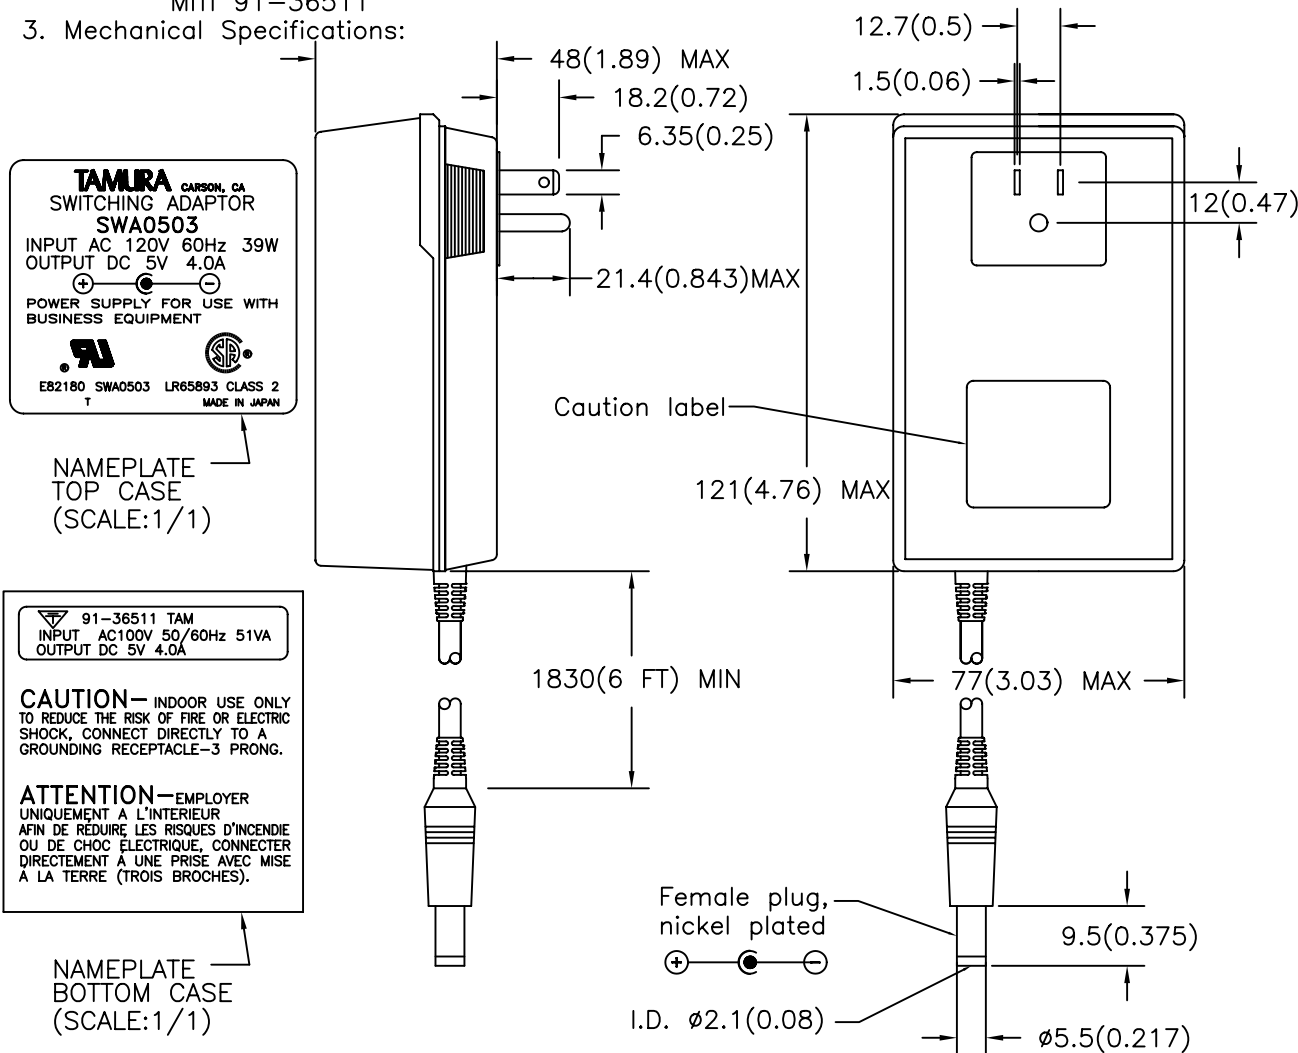 Miti 91-36511
3. Mechanical Specifications:
48(1.89) MAX
18.2(0.72)
6.35(0.25)
21.4(0.843)MAX
12.7(0.5)
1.5(0.06)
12(0.47)
TAMURA CARSON, CA
SWITCHING ADAPTOR
SWA0503
INPUT AC 120V 60Hz 39W
OUTPUT DC 5V 4.0A
+ −
POWER SUPPLY FOR USE WITH
BUSINESS EQUIPMENT
RU ® SA ®
E82180 SWA0503 LR65893 CLASS 2
T MADE IN JAPAN
NAMEPLATE
TOP CASE
(SCALE:1/1)
Caution label
121(4.76) MAX
T 91-36511 TAM
INPUT AC100V 50/60Hz 51VA
OUTPUT DC 5V 4.0A
CAUTION— INDOOR USE ONLY
TO REDUCE THE RISK OF FIRE OR ELECTRIC
SHOCK, CONNECT DIRECTLY TO A
GROUNDING RECEPTACLE-3 PRONG.
ATTENTION—EMPLOYER
UNIQUEMENT A L'INTERIEUR
AFIN DE RÉDUIRE LES RISQUES D'INCENDIE
OU DE CHOC ÉLECTRIQUE, CONNECTER
DIRECTEMENT À UNE PRISE AVEC MISE
À LA TERRE (TROIS BROCHES).
NAMEPLATE
BOTTOM CASE
(SCALE:1/1)
1830(6 FT) MIN
77(3.03) MAX
Female plug,
nickel plated
+ −
I.D. ø2.1(0.08)
9.5(0.375)
ø5.5(0.217)